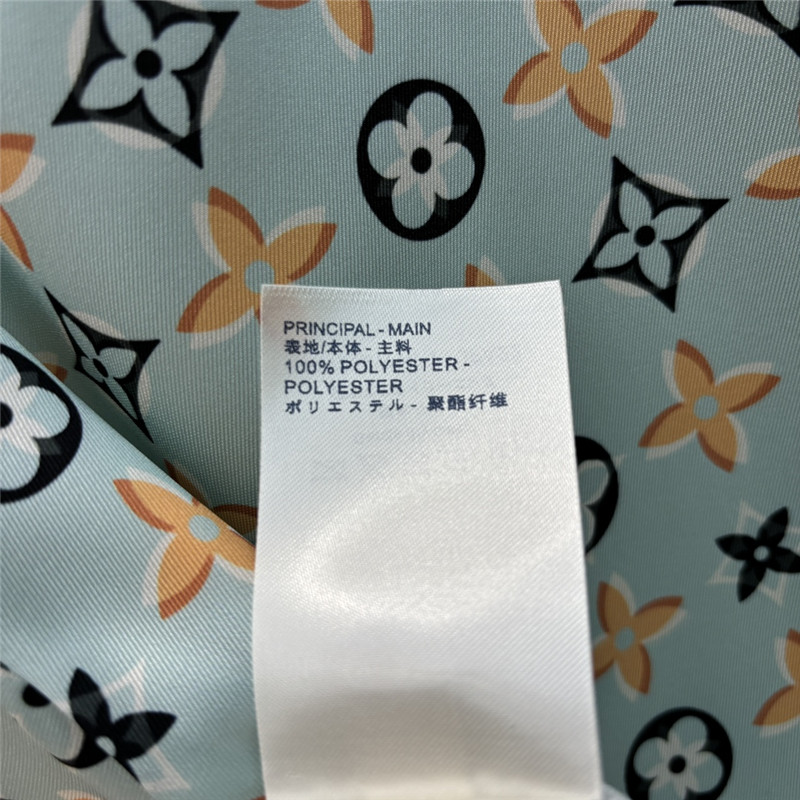 PRINCIPAL - MAIN
表地/本体 - 主料
100% POLYESTER -
POLYESTER
ポリエステル - 聚酯纤维